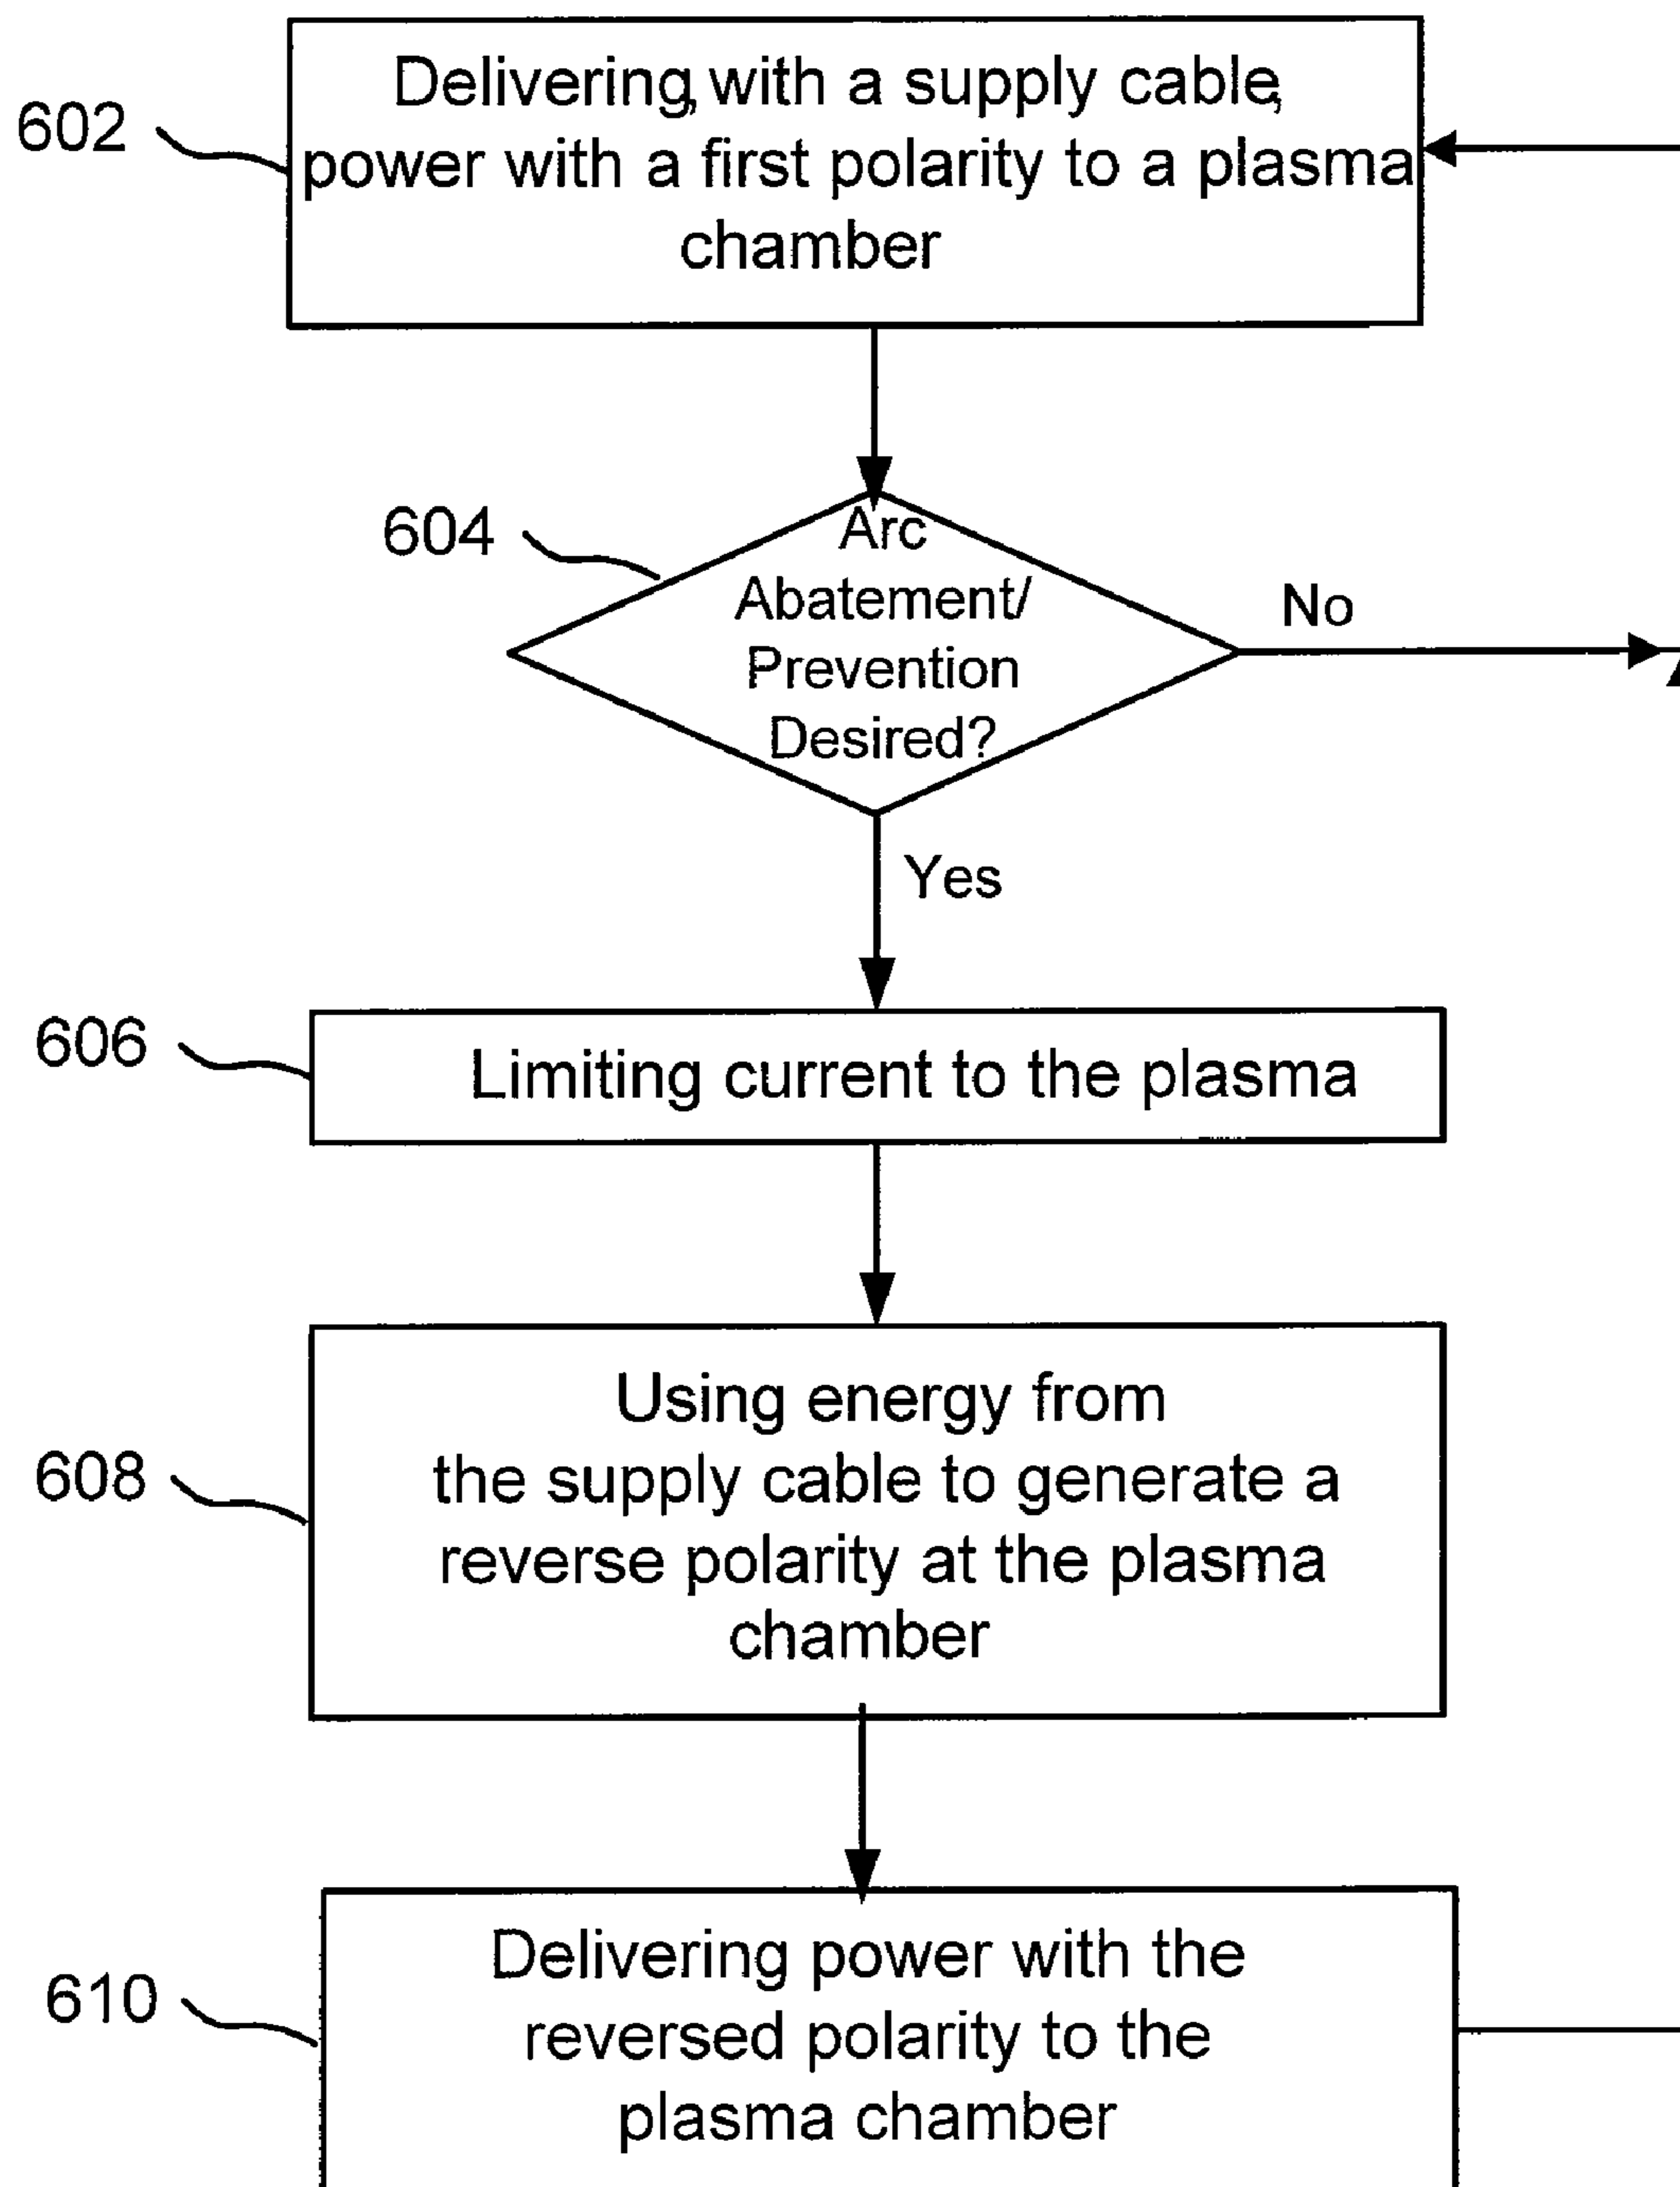 Delivering, with a supply cable,
602
power with a first polarity to a plasma
chamber
604
Arc
Abatement/
Prevention
Desired?
No
Yes
606
Limiting current to the plasma
608
Using energy from
the supply cable to generate a
reverse polarity at the plasma
chamber
610
Delivering power with the
reversed polarity to the
plasma chamber